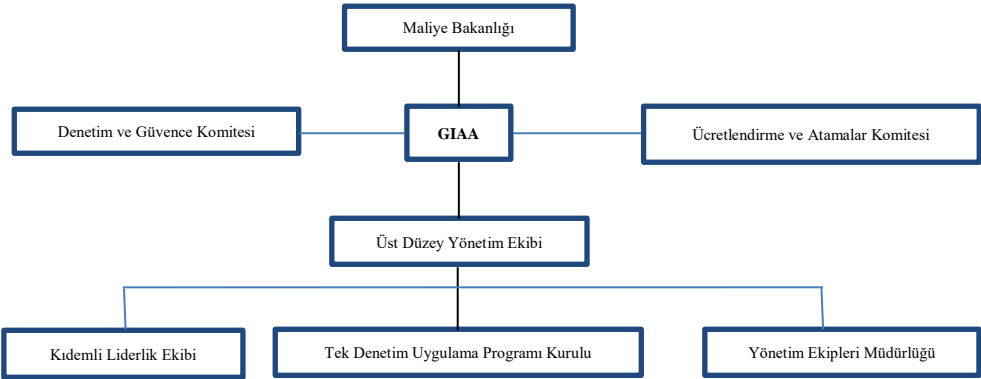 Maliye Bakanlığı
Denetim ve Güvence Komitesi
GIAA
Ücretlendirme ve Atamalar Komitesi
Üst Düzey Yönetim Ekibi
Kıdemli Liderlik Ekibi
Tek Denetim Uygulama Programı Kurulu
Yönetim Ekipleri Müdürlüğü